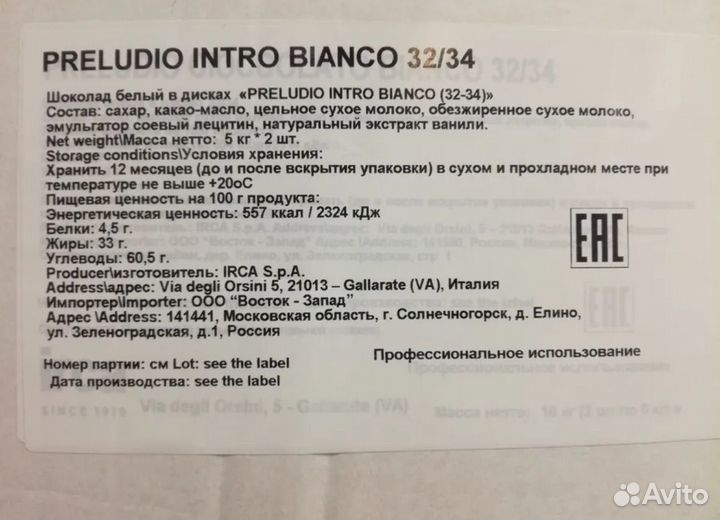 PRELUDIO INTRO BIANCO 32/34
Шоколад белый в дисках «PRELUDIO INTRO BIANCO (32-34)»
Состав: сахар, какао-масло, цельное сухое молоко, обезжиренное сухое молоко,
эмульгатор соевый лецитин, натуральный экстракт ванили.
Net weight\Масса нетто: 5 кг * 2 шт.
Storage conditions\Условия хранения:
Хранить 12 месяцев (до и после вскрытия упаковки) в сухом и прохладном месте при
температуре не выше +20оС
Пищевая ценность на 100 г продукта:
Энергетическая ценность: 557 ккал / 2324 кДж
Белки: 4,5 г.
Жиры: 33 г.
Углеводы: 60,5 г.
Producer\изготовитель: IRCA S.p.A.
Address\адрес: Via degli Orsini 5, 21013 – Gallarate (VA), Италия
Импортер\Importer: ООО "Восток - Запад"
Адрес \Address: 141441, Московская область, г. Солнечногорск, д. Елино,
ул. Зеленоградская, д.1, Россия
EAC
Номер партии: см Lot: see the label
Профессиональное использование
Дата производства: see the label
SINCE 1919
Via degli Orsini, 5 - Gallarate (VA)
Avito